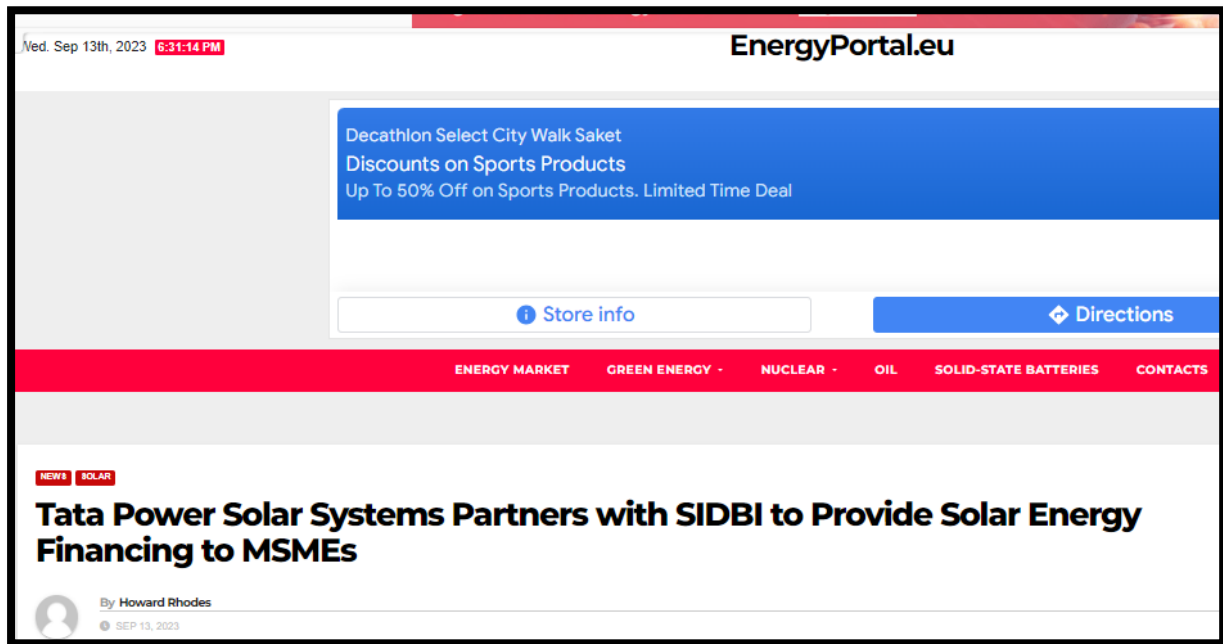 Wed. Sep 13th, 2023 6:31:14 PM
EnergyPortal.eu
Decathlon Select City Walk Saket
Discounts on Sports Products
Up To 50% Off on Sports Products. Limited Time Deal
Store info
Directions
ENERGY MARKET GREEN ENERGY - NUCLEAR - OIL SOLID-STATE BATTERIES CONTACTS
NEWS SOLAR
Tata Power Solar Systems Partners with SIDBI to Provide Solar Energy
Financing to MSMEs
By Howard Rhodes
SEP 13, 2023